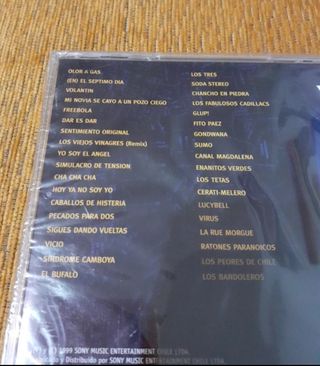 OLOR A GAS
(EN) EL SEPTIMO DIA
VOLANTIN
MI NOVIA SE CAYO A UN POZO CIEGO
FREEBOLA
DAR ES DAR
SENTIMENTO ORIGINAL
LOS VIEJOS VINAGRES (Remix)
YO SOY EL ANGEL
SIMULACRO DE TENSION
CHA CHA CHA
HOY YA NO SOY YO
CABALLOS DE HISTERIA
PECADOS PARA DOS
SIGUES DANDO VUELTAS
VICIO
SINDROME CAMBOYA
EL BUFALO
LOS TRES
SODA STEREO
CHANCHO EN PIEDRA
LOS FABULOSOS CADILLACS
GLUP!
FITO PAEZ
GONDWANA
SUMO
CANAL MAGDALENA
ENANITOS VERDES
LOS TETAS
CERATI-MELERO
LUCYBELL
VIRUS
LA RUE MORGUE
RATONES PARANOICOS
LOS PEORES DE CHILE
LOS BANDOLEROS
y 1999 SONY MUSIC ENTERTAINMENT CHILE LTDA.
y Distribuido por SONY MUSIC ENTERTAINMENT CHILE LTDA.